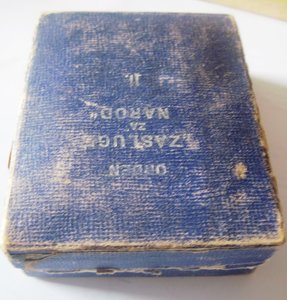 ORDEN
„ZASLUGE
ZA
NAROD"
II.